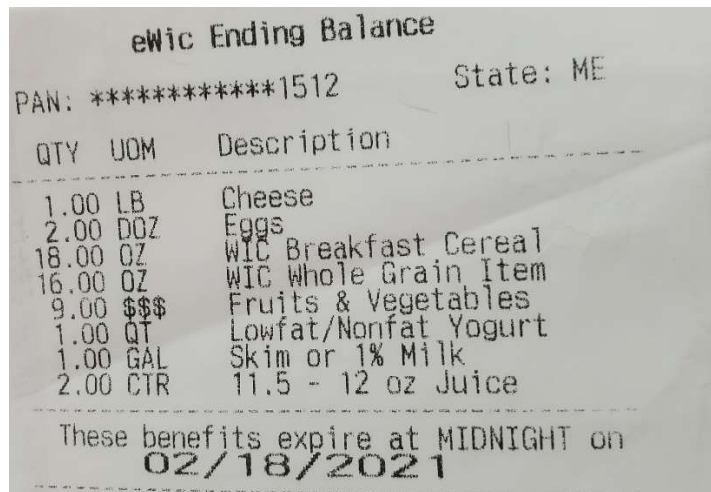 eWic Ending Balance
PAN: ************1512 State: ME
QTY UOM Description
1.00 LB Cheese
2.00 DOZ Eggs
18.00 OZ WIC Breakfast Cereal
16.00 OZ WIC Whole Grain Item
9.00 $$$ Fruits & Vegetables
1.00 QT Lowfat/Nonfat Yogurt
1.00 GAL Skim or 1% Milk
2.00 CTR 11.5 - 12 oz Juice
These benefits expire at MIDNIGHT on
02/18/2021